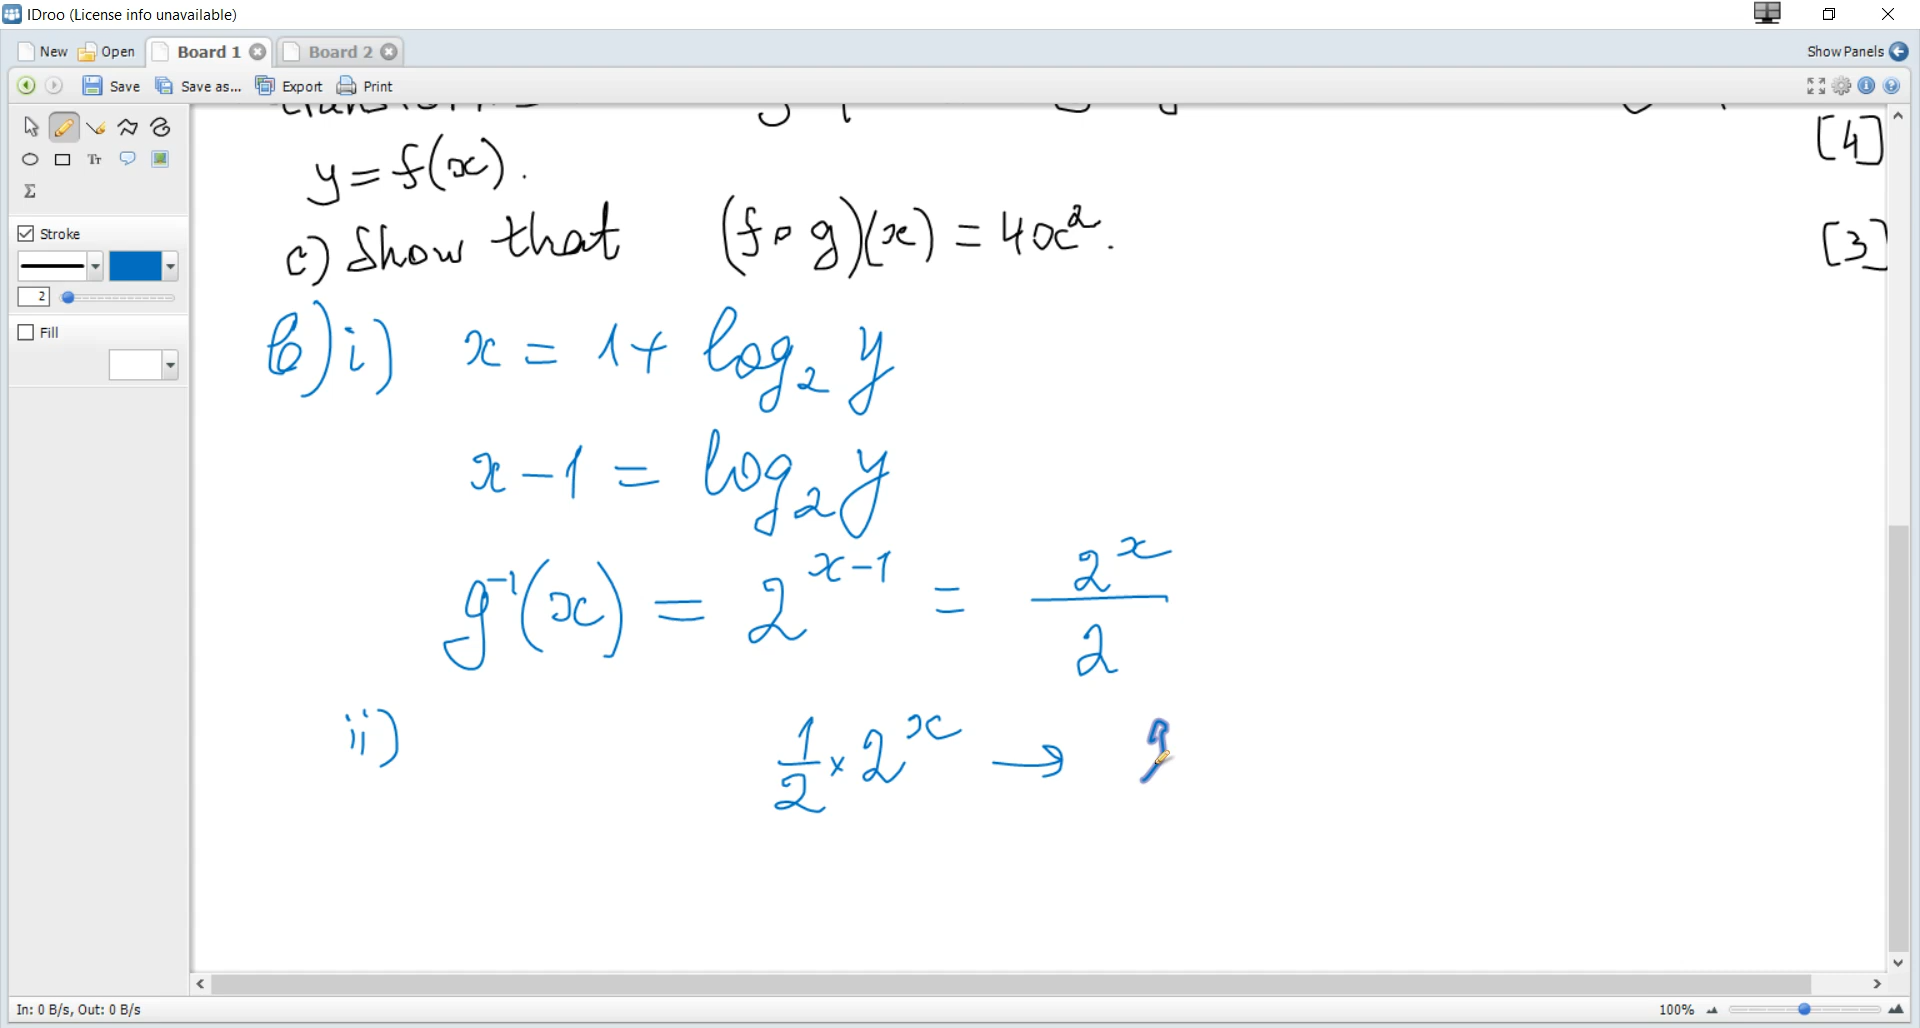 IDroo (License info unavailable)
New Open Board 1 Board 2 Show Panels
Save Save as... Export Print
[4]
y = f(x).
c) Show that (f ∘ g)(x) = 4x². [3]
b) i) x = 1 + log₂ y
x - 1 = log₂ y
g⁻¹(x) = 2^(x-1) = 2^x / 2
ii) 1/2 × 2^x →
Tr
Σ
Stroke
2
Fill
In: 0 B/s, Out: 0 B/s 100%